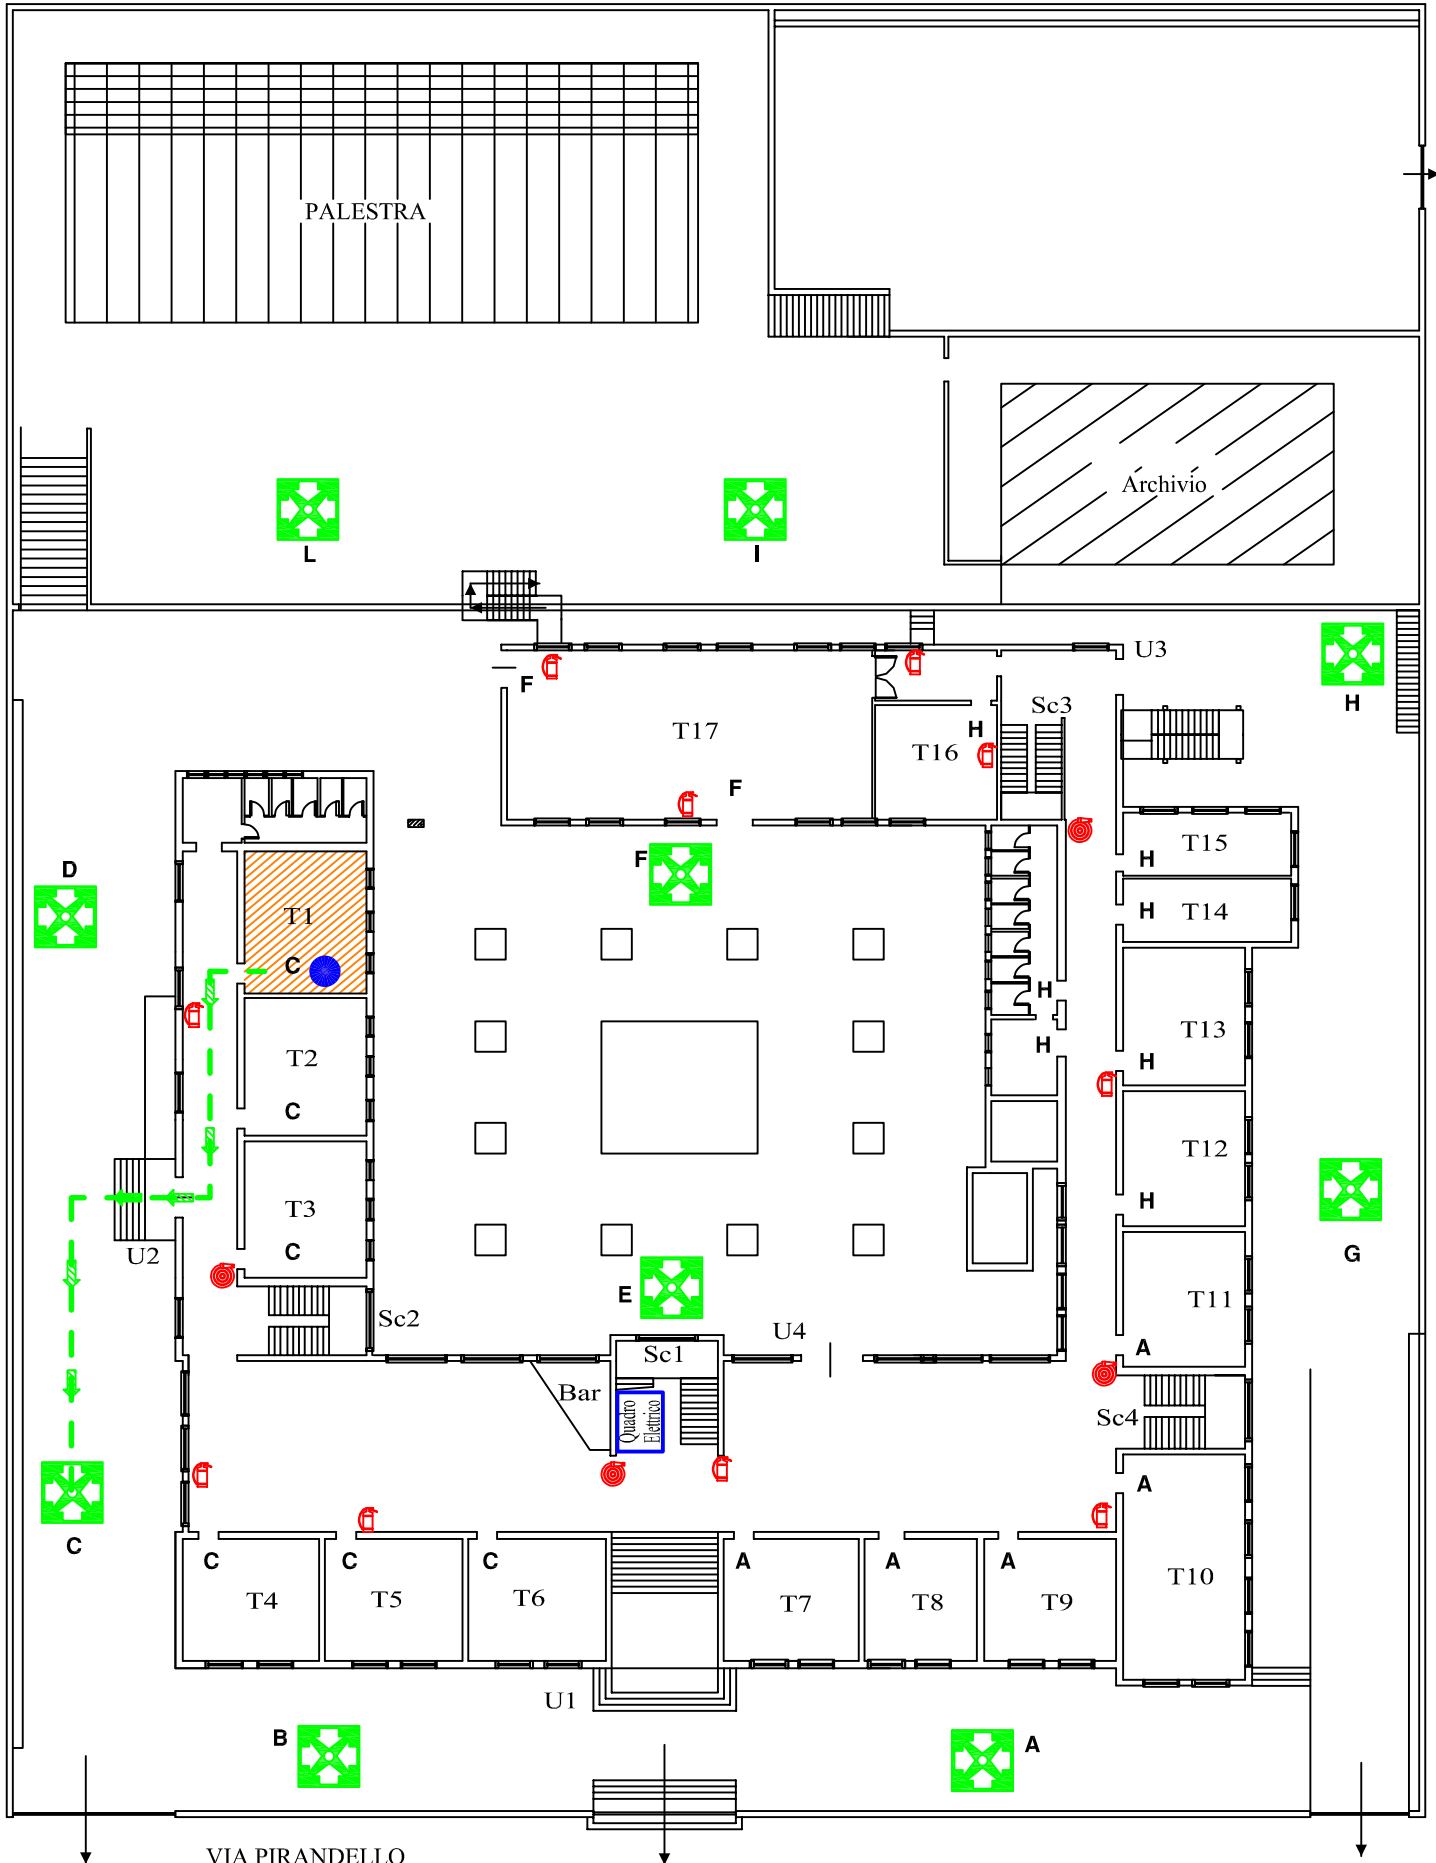 PALESTRA
Archivio
L
I
U3
H
F
Sc3
T17
H
T16
F
T15
H
F
D
T1
T14
H
C
H
T13
H
T2
H
C
T12
T3
H
C
U2
G
E
T11
Sc2
U4
A
Sc1
Bar
Quadro
Elettrico
Sc4
A
C
C
C
C
A
A
A
T10
T4
T5
T6
T7
T8
T9
U1
B
A
VIA PIRANDELLO